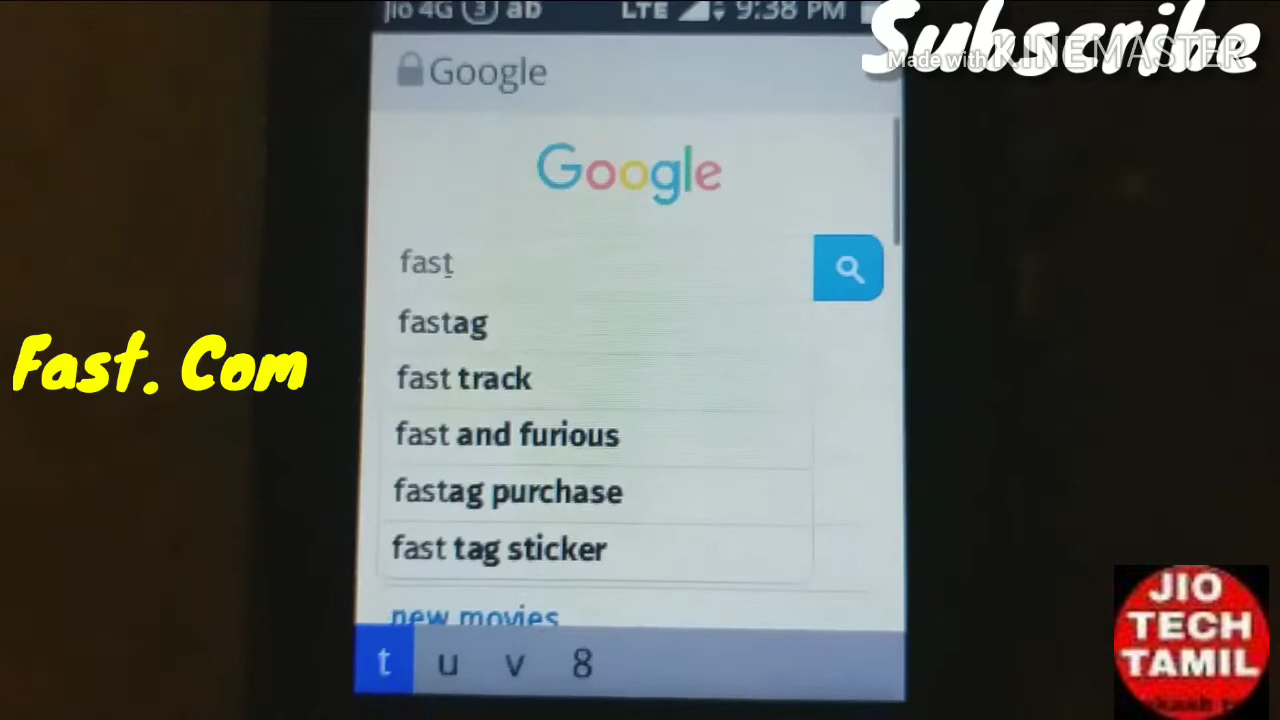 Jio 4G 3 ab LTE 9:38 PM
Subscribe
Made with KINEMASTER
Google
Google
fast
fastag
fast track
fast and furious
fastag purchase
fast tag sticker
new movies
t u v 8
Fast. Com
JIO
TECH
TAMIL